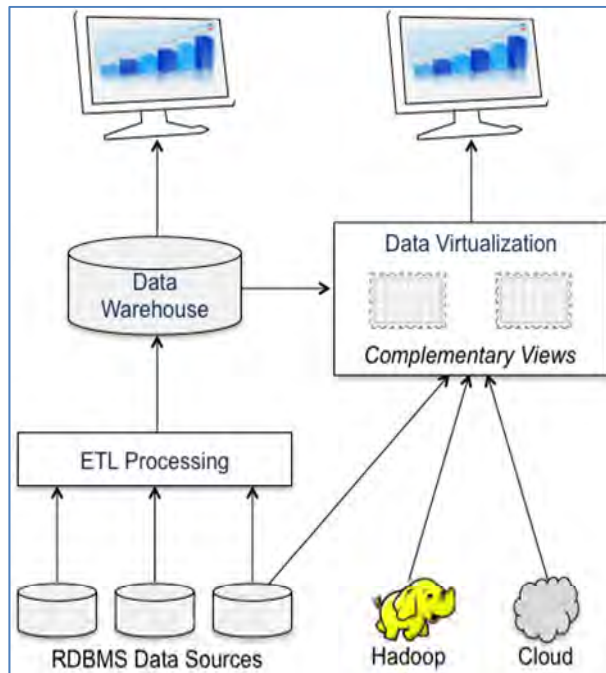 Data Virtualization
Data
Warehouse
Complementary Views
ETL Processing
RDBMS Data Sources
Hadoop
Cloud